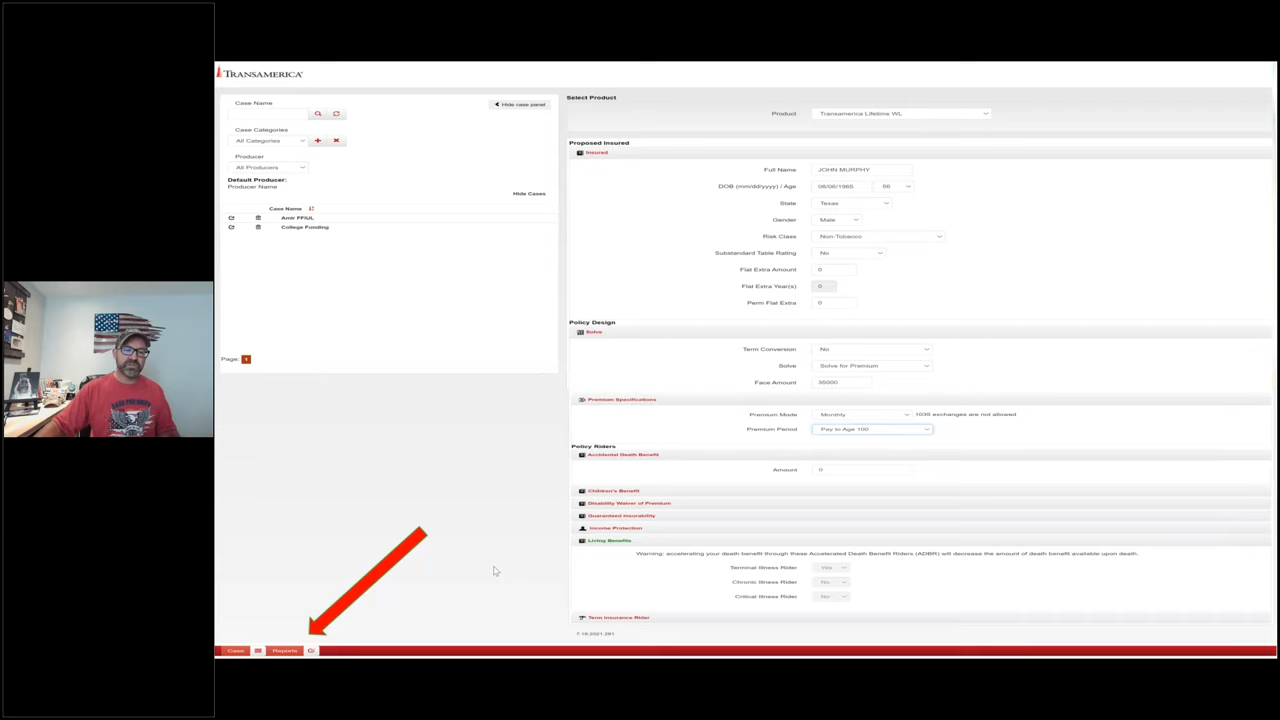 TRANSAMERICA
Case Name
Hide case panel
Case Categories
All Categories
Producer
All Producers
Default Producer:
Producer Name
Hide Cases
Case Name
Amir FFIUL
College Funding
Page: 1
Select Product
Product Transamerica Lifetime WL
Proposed Insured
Insured
Full Name JOHN MURPHY
DOB (mm/dd/yyyy) / Age 06/06/1965 56
State Texas
Gender Male
Risk Class Non-Tobacco
Substandard Table Rating No
Flat Extra Amount 0
Flat Extra Year(s) 0
Perm Flat Extra 0
Policy Design
Solve
Term Conversion No
Solve Solve for Premium
Face Amount 35000
Premium Specifications
Premium Mode Monthly 1035 exchanges are not allowed
Premium Period Pay to Age 100
Policy Riders
Accidental Death Benefit
Amount 0
Children's Benefit
Disability Waiver of Premium
Guaranteed Insurability
Income Protection
Living Benefits
Warning: accelerating your death benefit through these Accelerated Death Benefit Riders (ADBR) will decrease the amount of death benefit available upon death.
Terminal Illness Rider Yes
Chronic Illness Rider No
Critical Illness Rider No
Term Insurance Rider
Case Reports